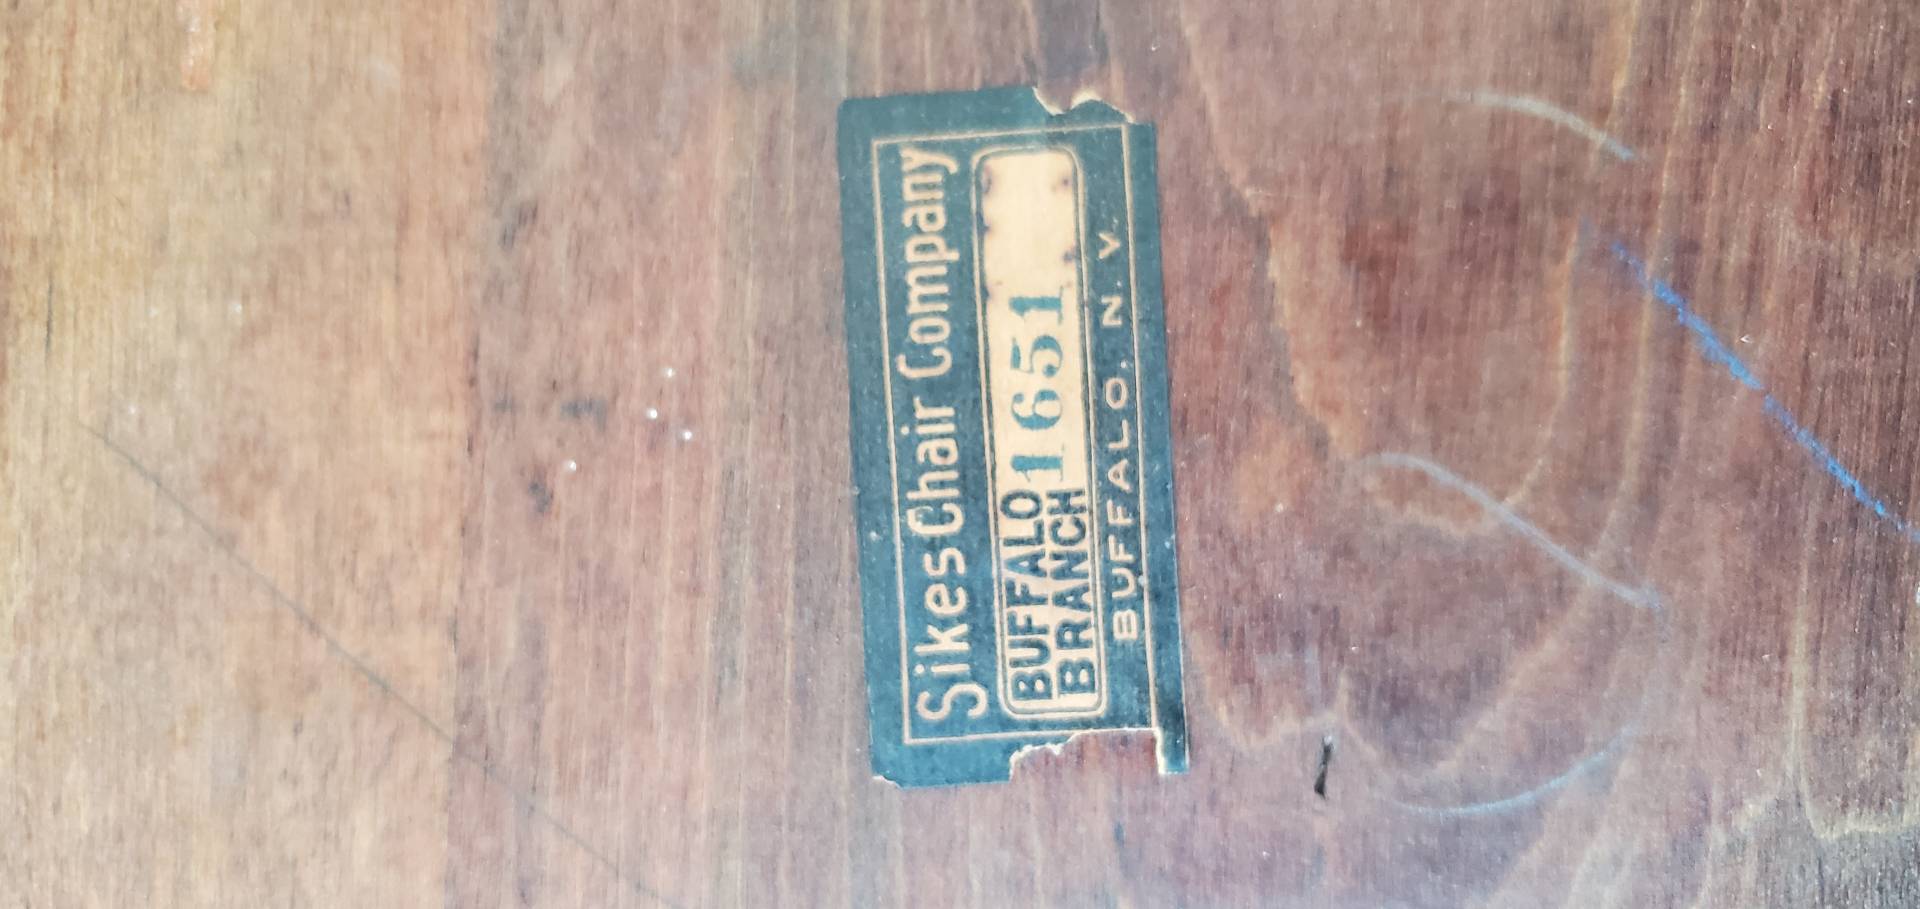 Sikes Chair Company
BUFFALO
BRANCH
1651
BUFFALO. N. Y.